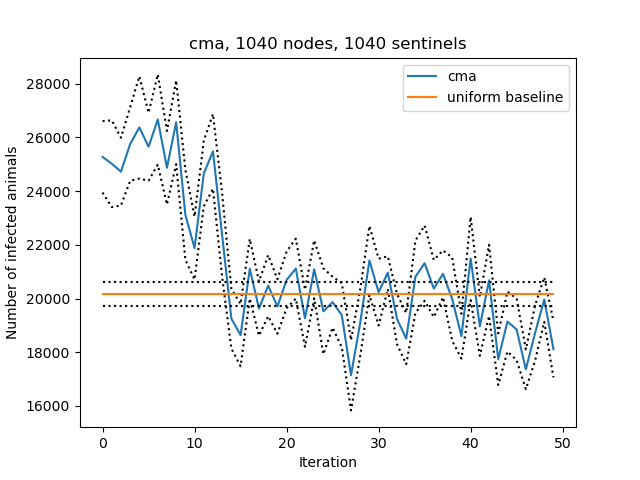 cma, 1040 nodes, 1040 sentinels
cma
uniform baseline
Number of infected animals
28000
26000
24000
22000
20000
18000
16000
0 10 20 30 40 50
Iteration